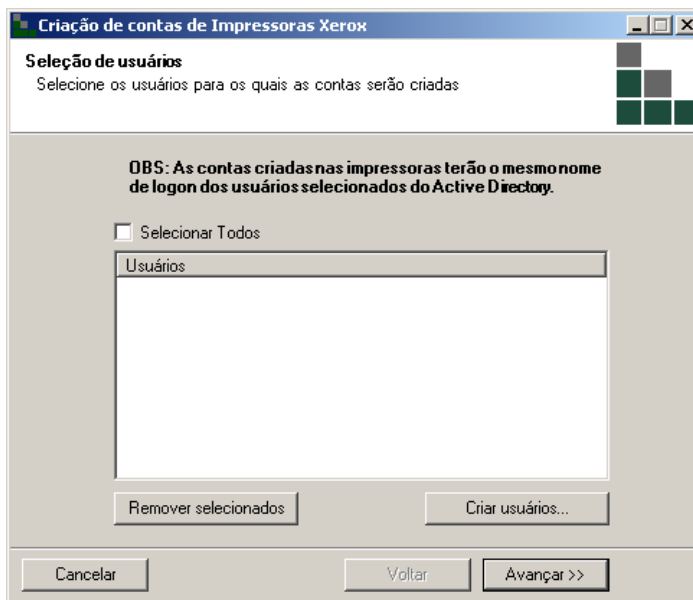 Criação de contas de Impressoras Xerox
Seleção de usuários
Selecione os usuários para os quais as contas serão criadas
OBS: As contas criadas nas impressoras terão o mesmo nome
de logon dos usuários selecionados do Active Directory.
Selecionar Todos
Usuários
Remover selecionados
Criar usuários...
Cancelar
Voltar
Avançar >>